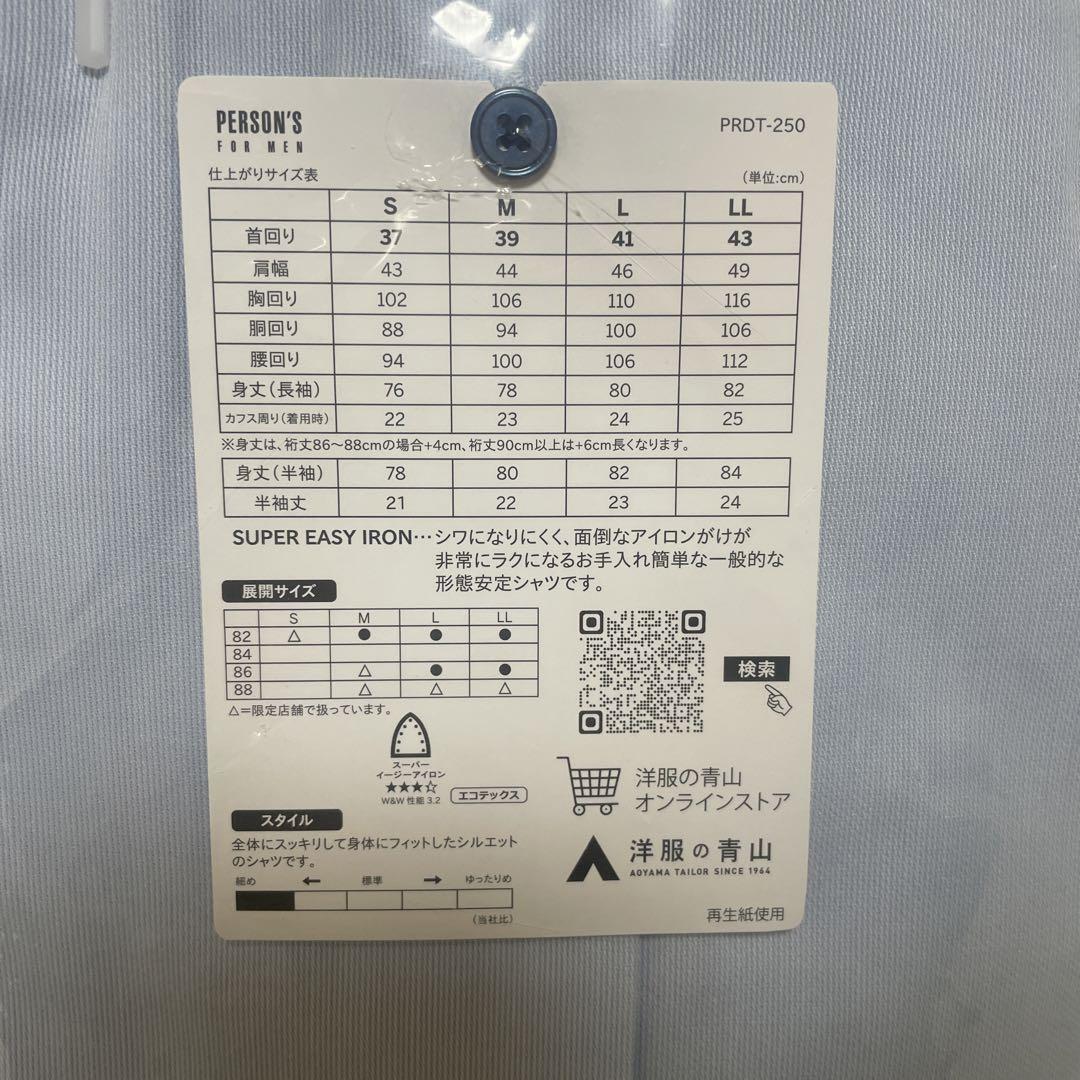 PERSON'S
FOR MEN
PRDT-250
仕上がりサイズ表
(単位:cm)
S M L LL
首回り 37 39 41 43
肩幅 43 44 46 49
胸回り 102 106 110 116
胴回り 88 94 100 106
腰回り 94 100 106 112
身丈(長袖) 76 78 80 82
カフス周り(着用時) 22 23 24 25
※身丈は、裄丈86〜88cmの場合+4cm、裄丈90cm以上は+6cm長くなります。
身丈(半袖) 78 80 82 84
半袖丈 21 22 23 24
SUPER EASY IRON…シワになりにくく、面倒なアイロンがけが
非常にラクになるお手入れ簡単な一般的な
形態安定シャツです。
展開サイズ
S M L LL
82 △ ● ● ●
84
86 △ ● ●
88 △ △ △
△=限定店舗で扱っています。
検索
スーパー
イージーアイロン
★★★☆
W&W 性能 3.2
エコテックス
洋服の青山
オンラインストア
スタイル
全体にスッキリして身体にフィットしたシルエット
のシャツです。
細め ← 標準 → ゆったりめ
(当社比)
洋服の青山
AOYAMA TAILOR SINCE 1964
再生紙使用